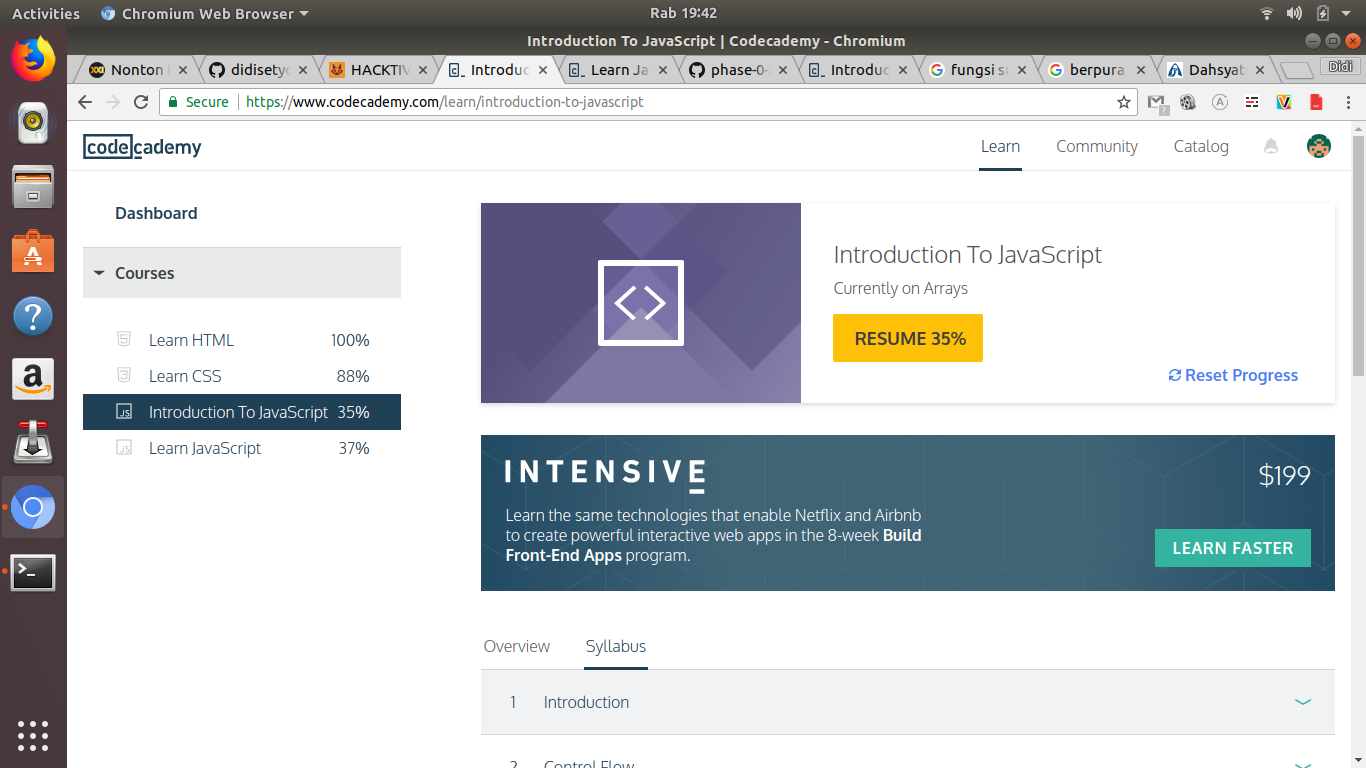 Activities
Chromium Web Browser
Rab 19:42
Introduction To JavaScript | Codecademy - Chromium
Didi
Nonton
didisety
HACKTIV
Introduc
Learn Ja
phase-0-
Introduc
fungsi su
berpura
Dahsyat
Secure
https://www.codecademy.com/learn/introduction-to-javascript
codecademy
Learn
Community
Catalog
Dashboard
Courses
Learn HTML 100%
Learn CSS 88%
Introduction To JavaScript 35%
Learn JavaScript 37%
Introduction To JavaScript
Currently on Arrays
RESUME 35%
Reset Progress
INTENSIVE
$199
Learn the same technologies that enable Netflix and Airbnb
to create powerful interactive web apps in the 8-week Build
Front-End Apps program.
LEARN FASTER
Overview
Syllabus
1 Introduction
2 Control Flow